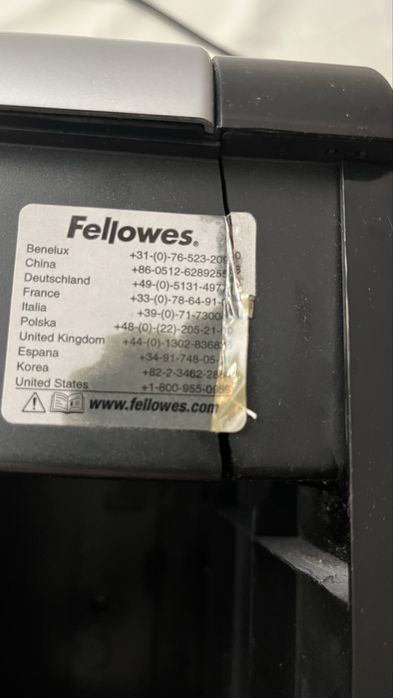 Fellowes®
Benelux +31-(0)-76-523-20
China +86-0512-628925
Deutschland +49-(0)-5131-497
France +33-(0)-78-64-91-
Italia +39-(0)-71-7300
Polska +48-(0)-(22)-205-21-
United Kingdom +44-(0)-1302-8368
Espana +34-91-748-05-
Korea +82-2-3462-28
United States +1-800-955-09
www.fellowes.com